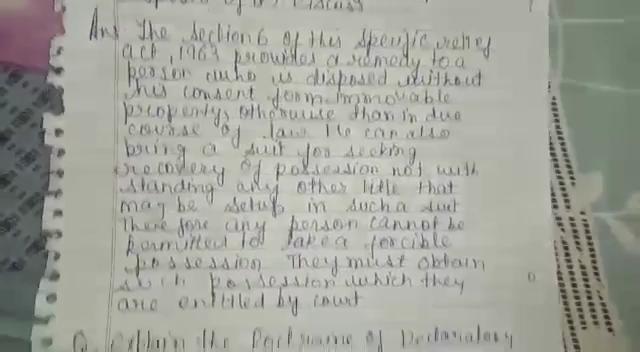 Discuss
Ans The section 6 of this specific relief
act, 1963 provides a remedy to a
person who is disposed without
his consent form immovable
property, otherwise than in due
course of law He can also
bring a suit for seeking
recovery of possession not with
standing any other title that
may be setup in such a suit
There fore any person cannot be
permitted to take a forcible
possession They must obtain
such possession which they
are entitled by court
Q. Explain the Doctrine of Declaratory